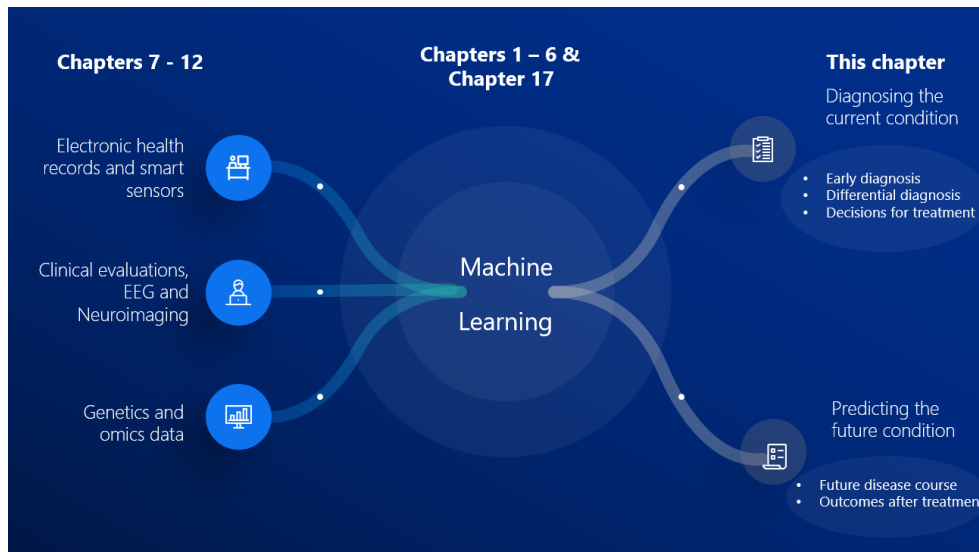 Chapters 7 - 12
Electronic health
records and smart
sensors
Clinical evaluations,
EEG and
Neuroimaging
Genetics and
omics data
Chapters 1 – 6 &
Chapter 17
Machine
Learning
This chapter
Diagnosing the
current condition
• Early diagnosis
• Differential diagnosis
• Decisions for treatment
Predicting the
future condition
• Future disease course
• Outcomes after treatmen